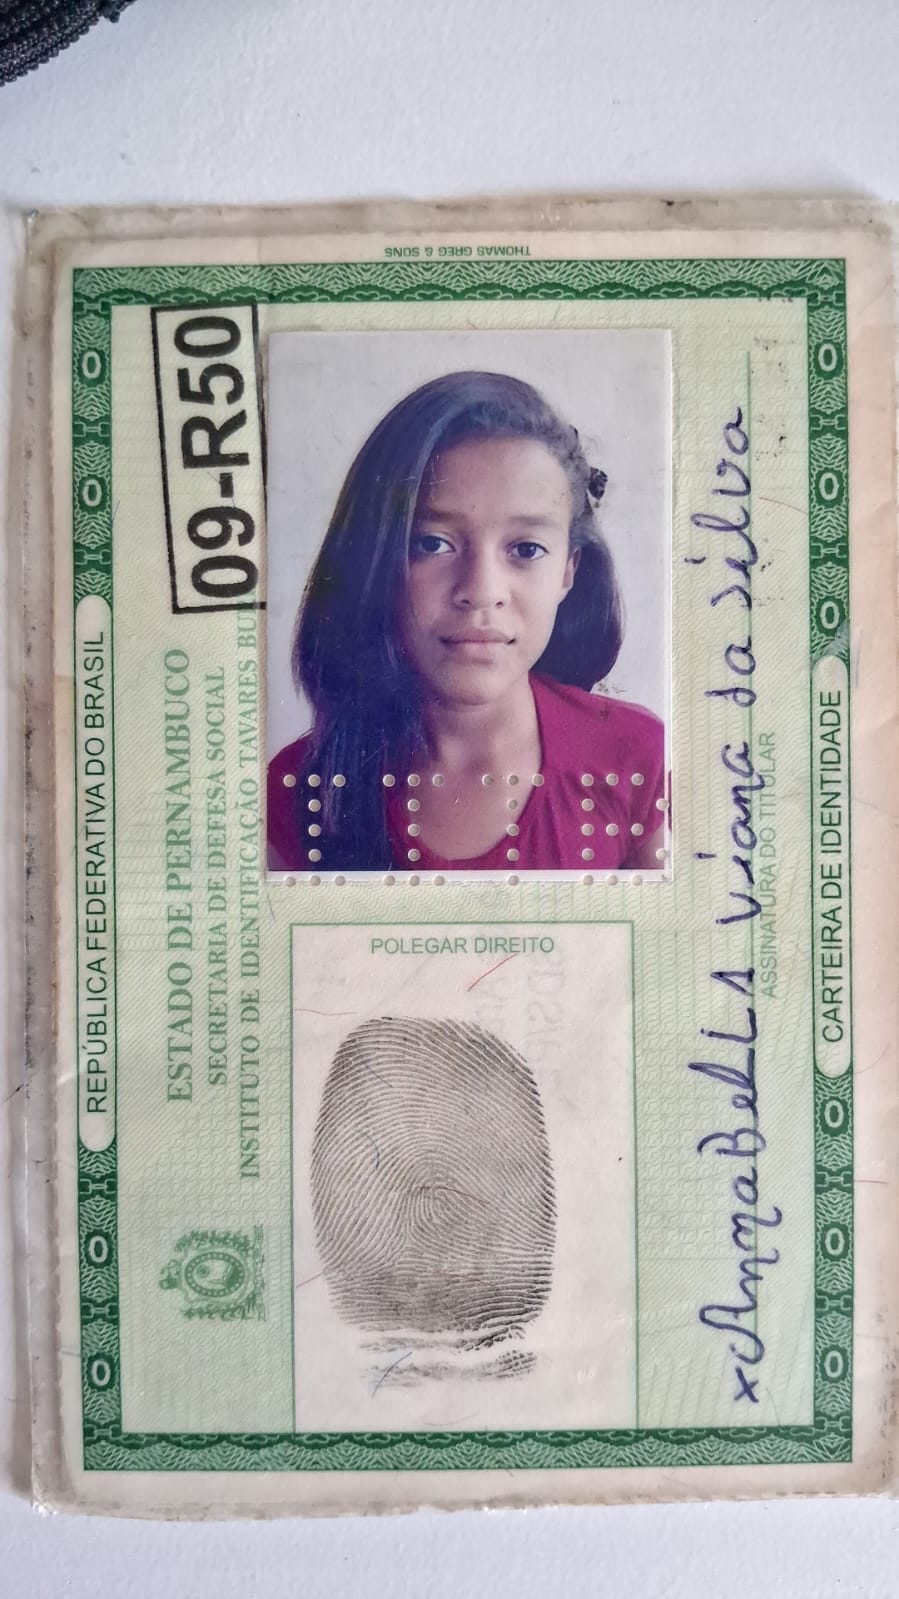 THOMAS GREG & SONS
REPÚBLICA FEDERATIVA DO BRASIL
09-R50
ESTADO DE PERNAMBUCO
SECRETARIA DE DEFESA SOCIAL
INSTITUTO DE IDENTIFICAÇÃO TAVARES BU
POLEGAR DIREITO
x AnnaBellA viana da silva
ASSINATURA DO TITULAR
CARTEIRA DE IDENTIDADE